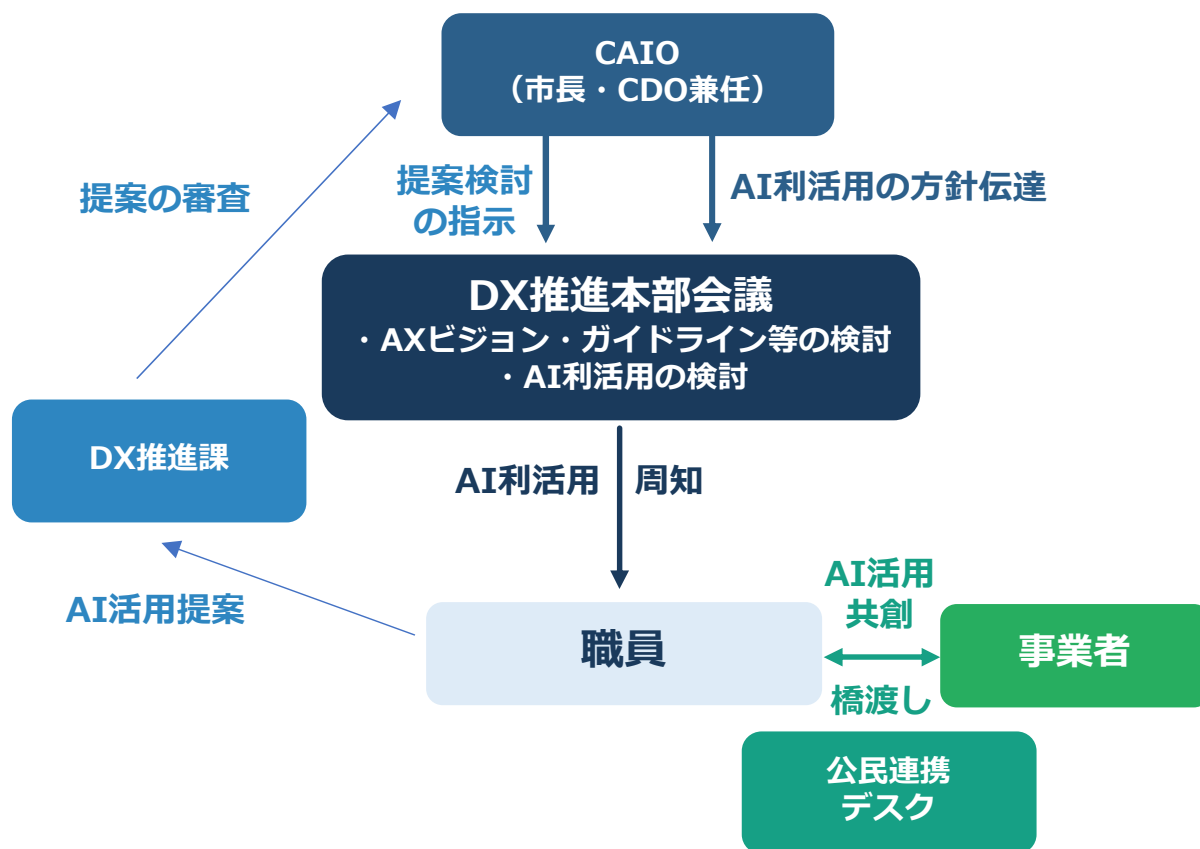 CAIO
（市長・CDO兼任）
提案の審査
提案検討
の指示
AI利活用の方針伝達
DX推進本部会議
・AXビジョン・ガイドライン等の検討
・AI利活用の検討
DX推進課
AI利活用
周知
AI活用提案
職員
AI活用
共創
事業者
橋渡し
公民連携
デスク